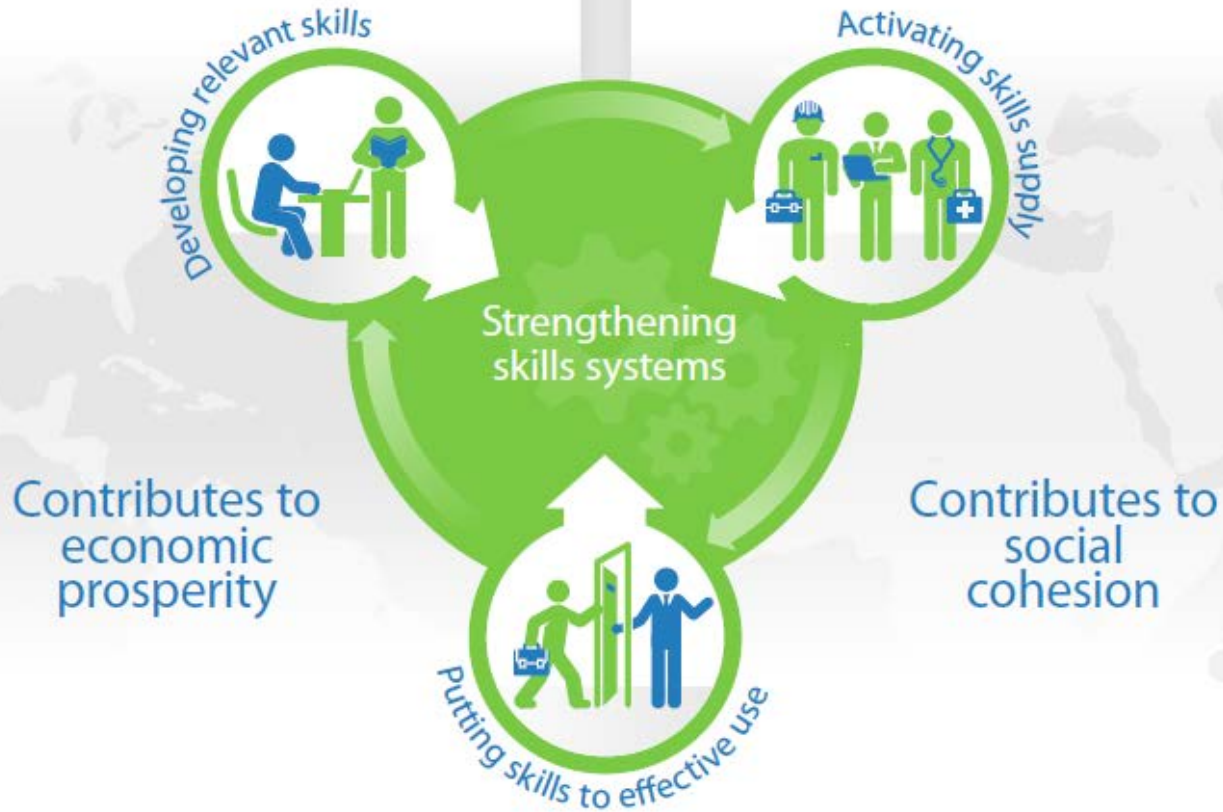 Developing relevant skills
Activating skills supply
Strengthening
skills systems
Contributes to
economic
prosperity
Contributes to
social
cohesion
Putting skills to effective use